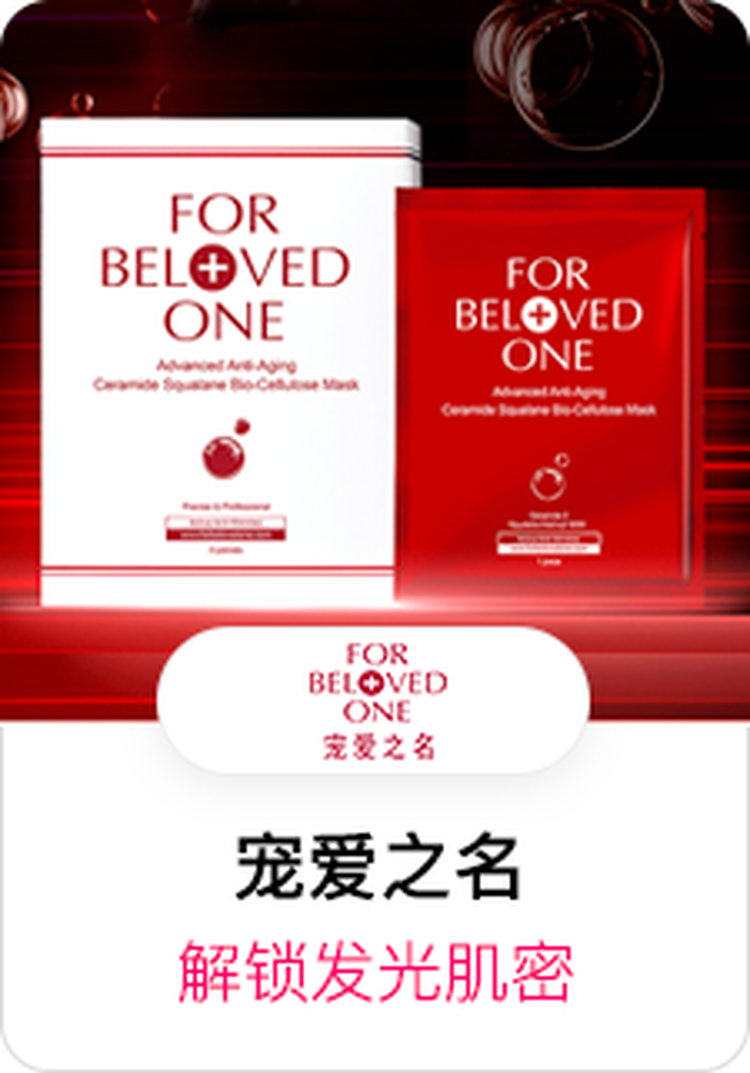 FOR
BELOVED
ONE
Advanced Anti-Aging
Ceramide Squalane Bio-Cellulose Mask
Precise & Professional
FOR
BELOVED
ONE
Advanced Anti-Aging
Ceramide Squalane Bio-Cellulose Mask
FOR
BELOVED
ONE
宠爱之名
宠爱之名
解锁发光肌密